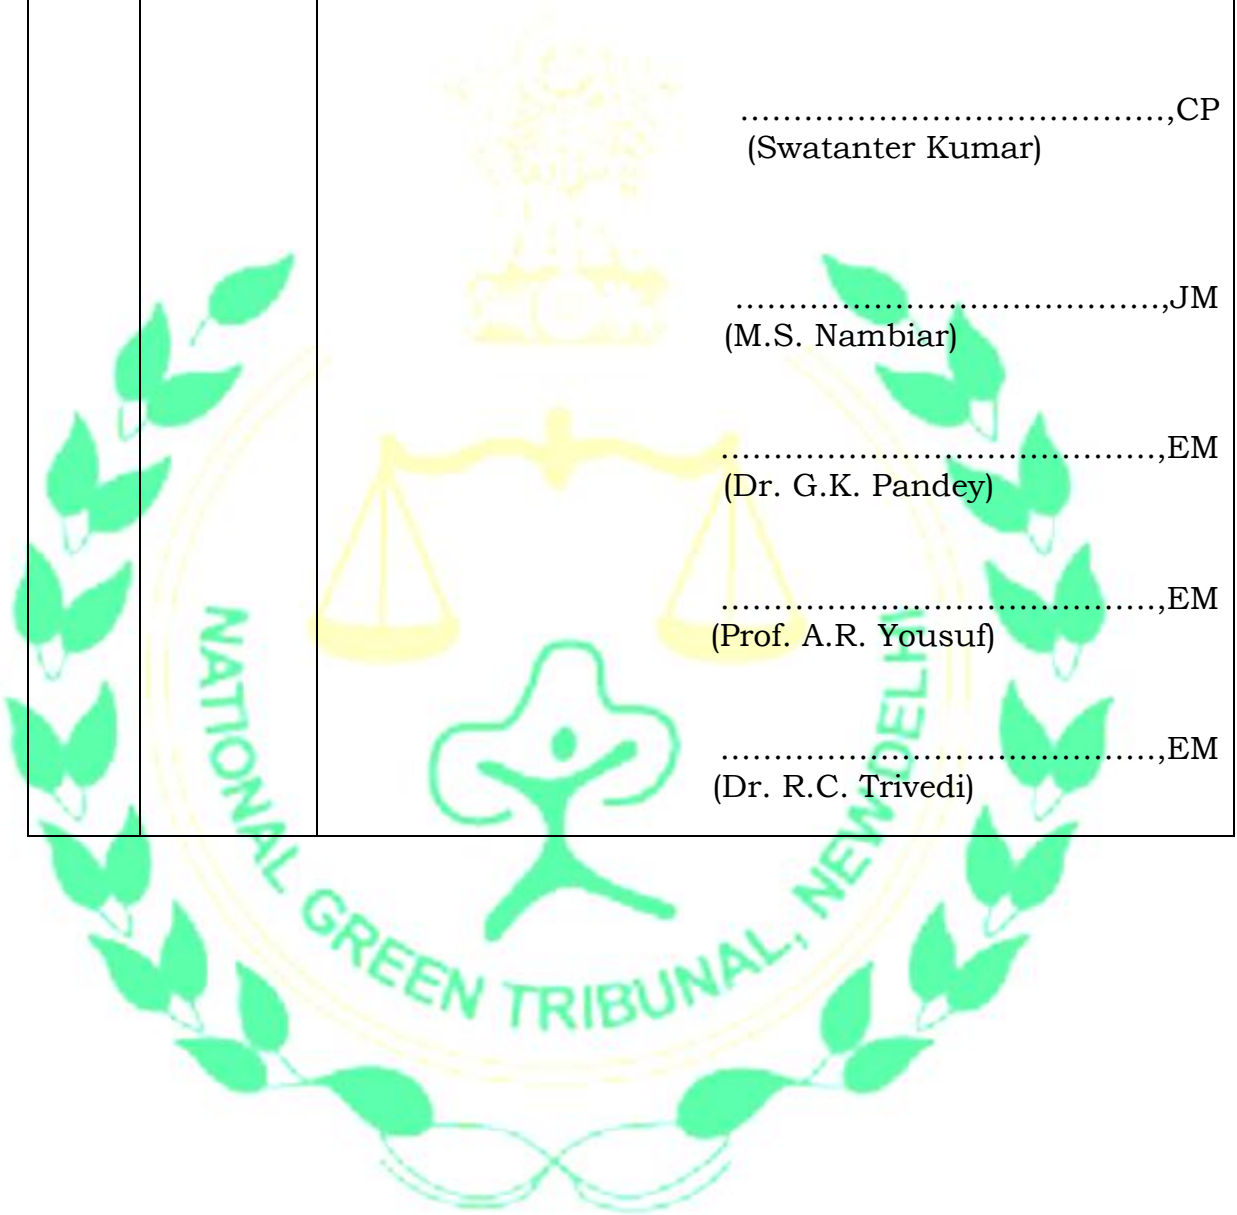 .......................................,CP
(Swatanter Kumar)
.......................................,JM
(M.S. Nambiar)
........................................,EM
(Dr. G.K. Pandey)
........................................,EM
(Prof. A.R. Yousuf)
........................................,EM
(Dr. R.C. Trivedi)
NATIONAL GREEN TRIBUNAL, NEW DELHI